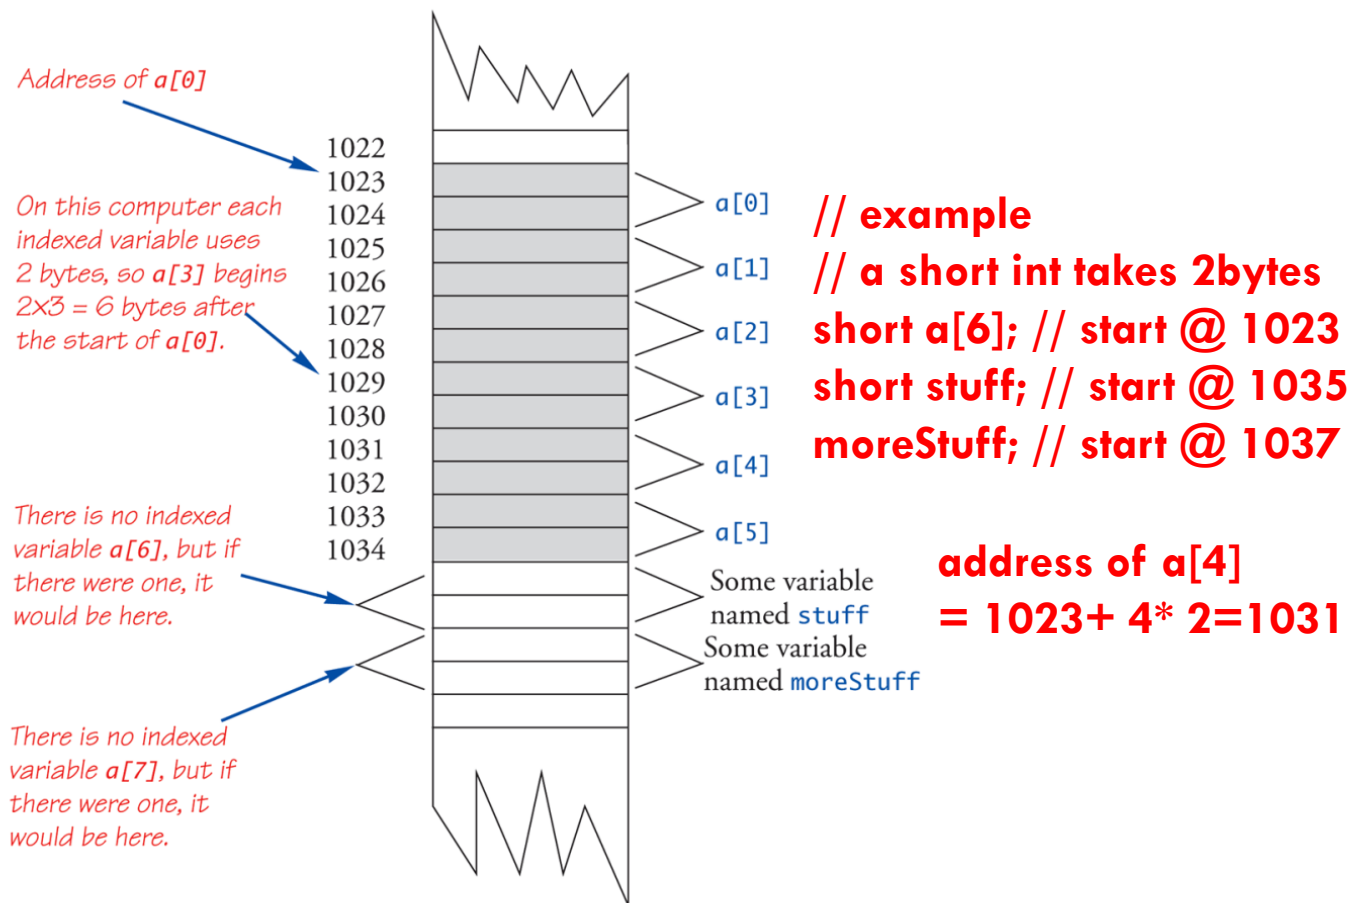 Address of a[0]
On this computer each
indexed variable uses
2 bytes, so a[3] begins
2x3 = 6 bytes after
the start of a[0].
There is no indexed
variable a[6], but if
there were one, it
would be here.
There is no indexed
variable a[7], but if
there were one, it
would be here.
1022
1023
1024
1025
1026
1027
1028
1029
1030
1031
1032
1033
1034
a[0]
a[1]
a[2]
a[3]
a[4]
a[5]
Some variable
named stuff
Some variable
named moreStuff
// example
// a short int takes 2bytes
short a[6]; // start @ 1023
short stuff; // start @ 1035
moreStuff; // start @ 1037
address of a[4]
= 1023+ 4* 2=1031